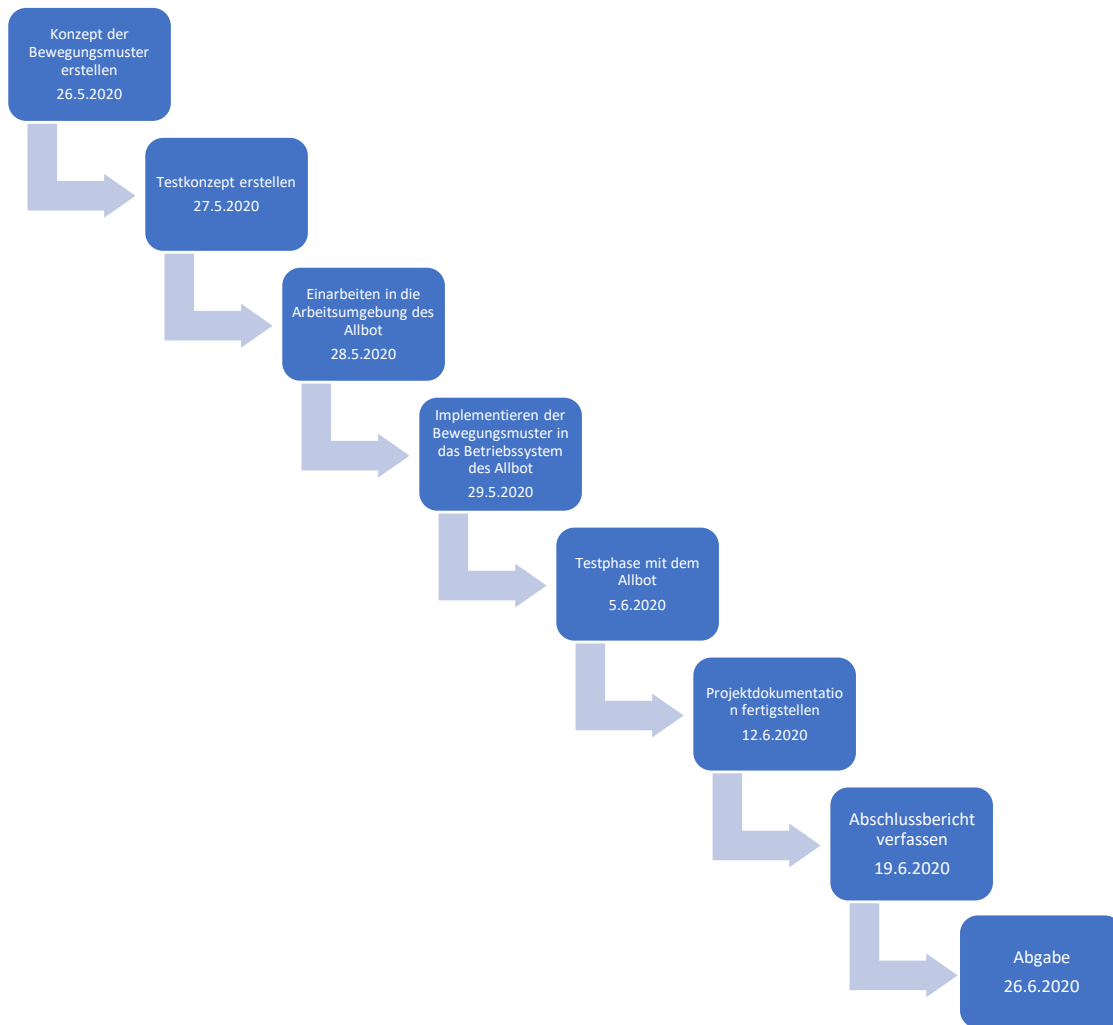 Konzept der
Bewegungsmuster
erstellen
26.5.2020
Testkonzept erstellen
27.5.2020
Einarbeiten in die
Arbeitsumgebung des
Allbot
28.5.2020
Implementieren der
Bewegungsmuster in
das Betriebssystem
des Allbot
29.5.2020
Testphase mit dem
Allbot
5.6.2020
Projektdokumentatio
n fertigstellen
12.6.2020
Abschlussbericht
verfassen
19.6.2020
Abgabe
26.6.2020